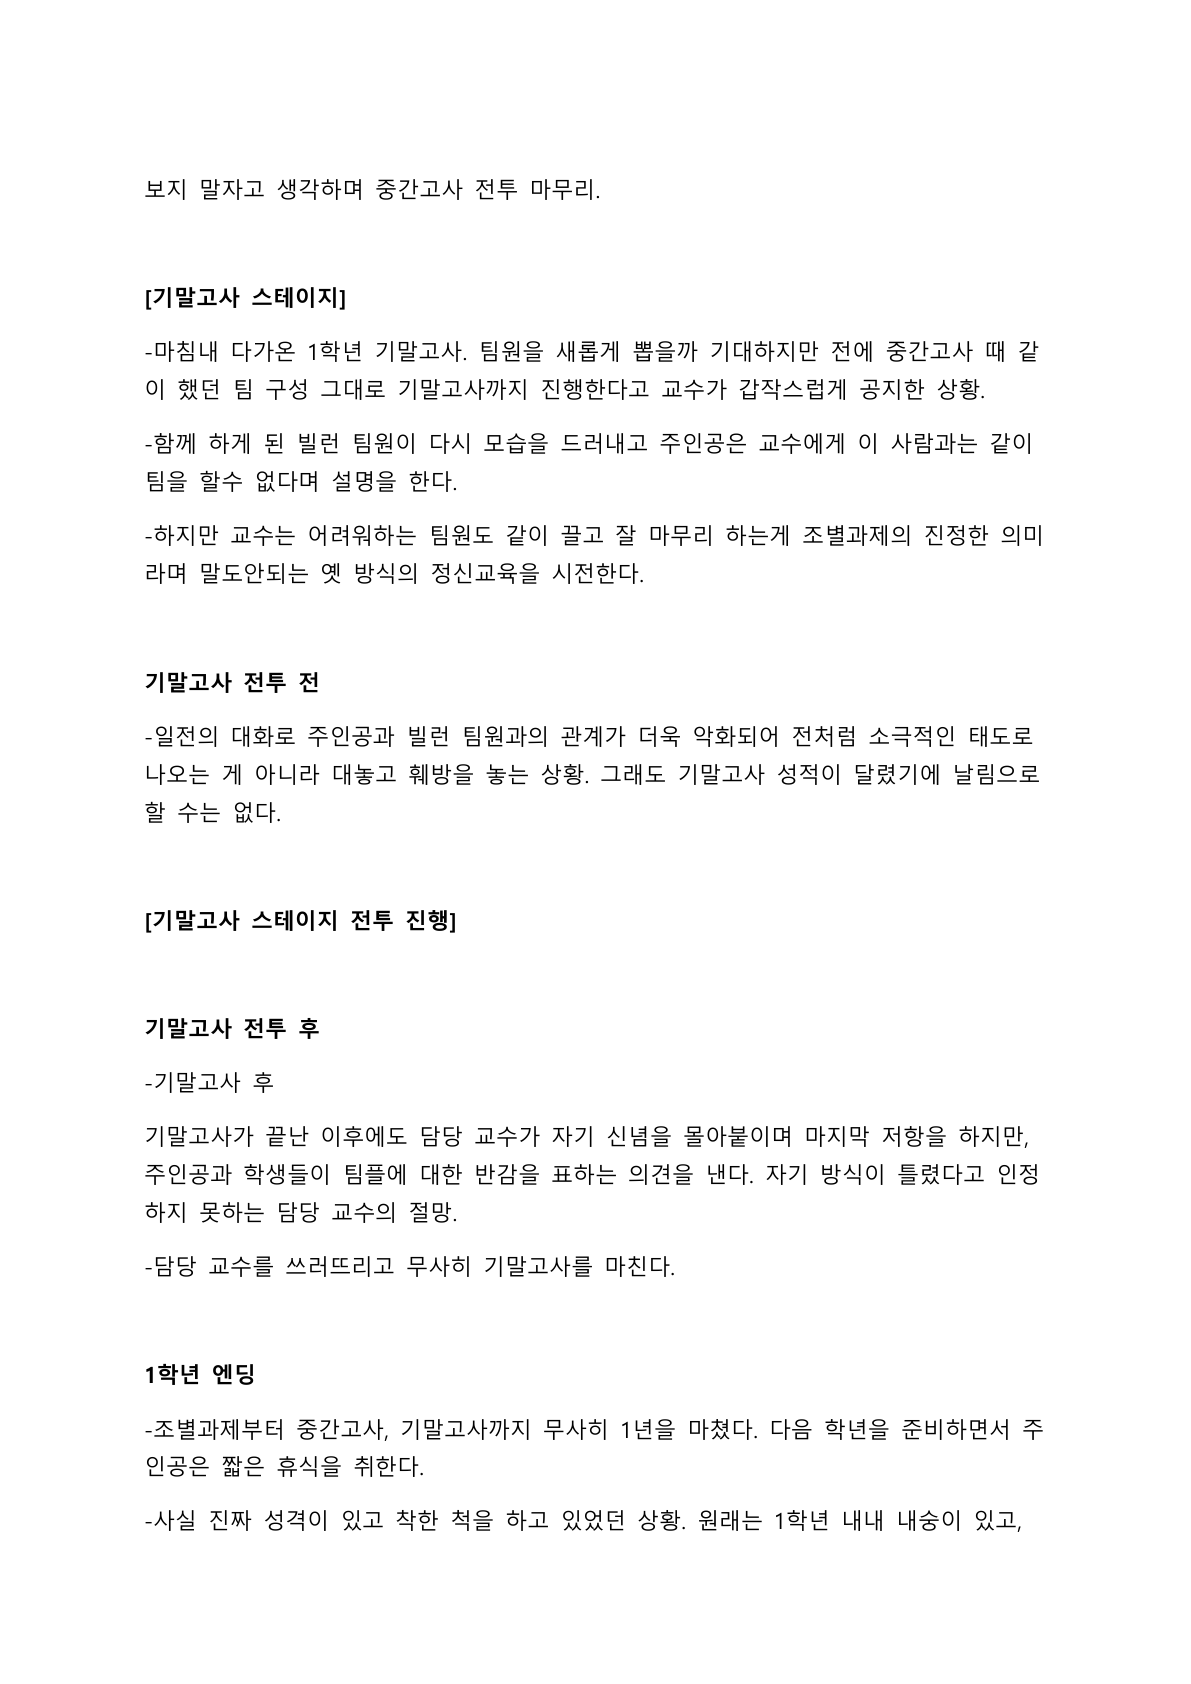 보지 말자고 생각하며 중간고사 전투 마무리.
[기말고사 스테이지]
-마침내 다가온 1학년 기말고사. 팀원을 새롭게 뽑을까 기대하지만 전에 중간고사 때 같
이 했던 팀 구성 그대로 기말고사까지 진행한다고 교수가 갑작스럽게 공지한 상황.
-함께 하게 된 빌런 팀원이 다시 모습을 드러내고 주인공은 교수에게 이 사람과는 같이
팀을 할수 없다며 설명을 한다.
-하지만 교수는 어려워하는 팀원도 같이 끌고 잘 마무리 하는게 조별과제의 진정한 의미
라며 말도안되는 옛 방식의 정신교육을 시전한다.
기말고사 전투 전
-일전의 대화로 주인공과 빌런 팀원과의 관계가 더욱 악화되어 전처럼 소극적인 태도로
나오는 게 아니라 대놓고 훼방을 놓는 상황. 그래도 기말고사 성적이 달렸기에 날림으로
할 수는 없다.
[기말고사 스테이지 전투 진행]
기말고사 전투 후
-기말고사 후
기말고사가 끝난 이후에도 담당 교수가 자기 신념을 몰아붙이며 마지막 저항을 하지만,
주인공과 학생들이 팀플에 대한 반감을 표하는 의견을 낸다. 자기 방식이 틀렸다고 인정
하지 못하는 담당 교수의 절망.
-담당 교수를 쓰러뜨리고 무사히 기말고사를 마친다.
1학년 엔딩
-조별과제부터 중간고사, 기말고사까지 무사히 1년을 마쳤다. 다음 학년을 준비하면서 주
인공은 짧은 휴식을 취한다.
-사실 진짜 성격이 있고 착한 척을 하고 있었던 상황. 원래는 1학년 내내 내숭이 있고,